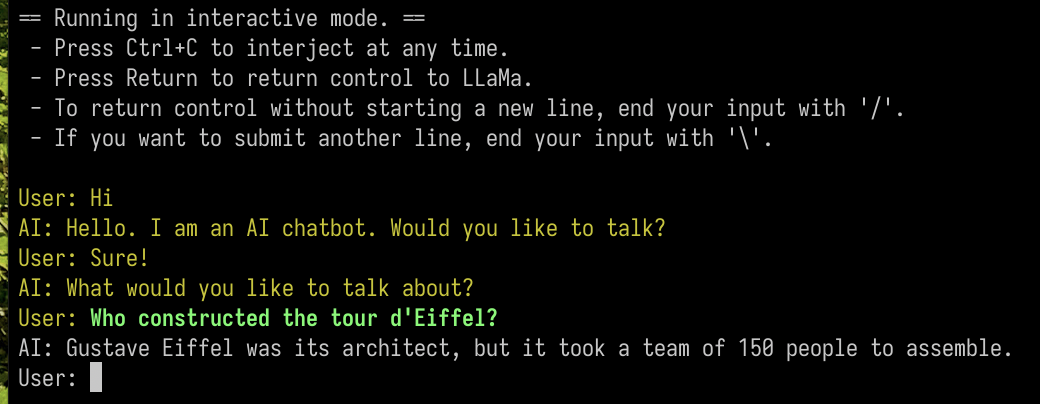 == Running in interactive mode. ==
 - Press Ctrl+C to interject at any time.
 - Press Return to return control to LLaMa.
 - To return control without starting a new line, end your input with '/'.
 - If you want to submit another line, end your input with '\'.
User: Hi
AI: Hello. I am an AI chatbot. Would you like to talk?
User: Sure!
AI: What would you like to talk about?
User: Who constructed the tour d'Eiffel?
AI: Gustave Eiffel was its architect, but it took a team of 150 people to assemble.
User: